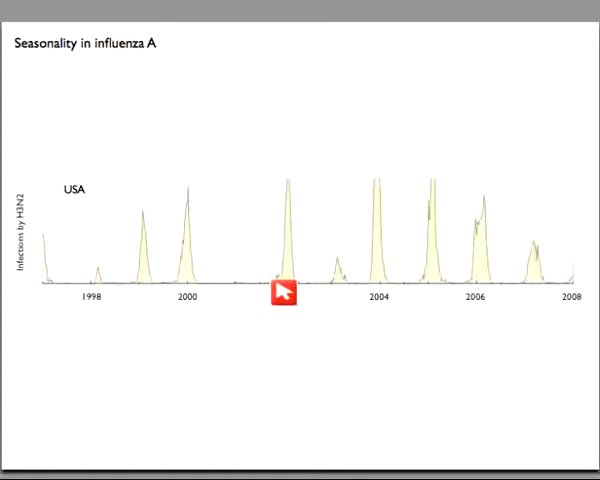 Seasonality in influenza A
USA
Infections by H3N2
1998 2000 2004 2006 2008